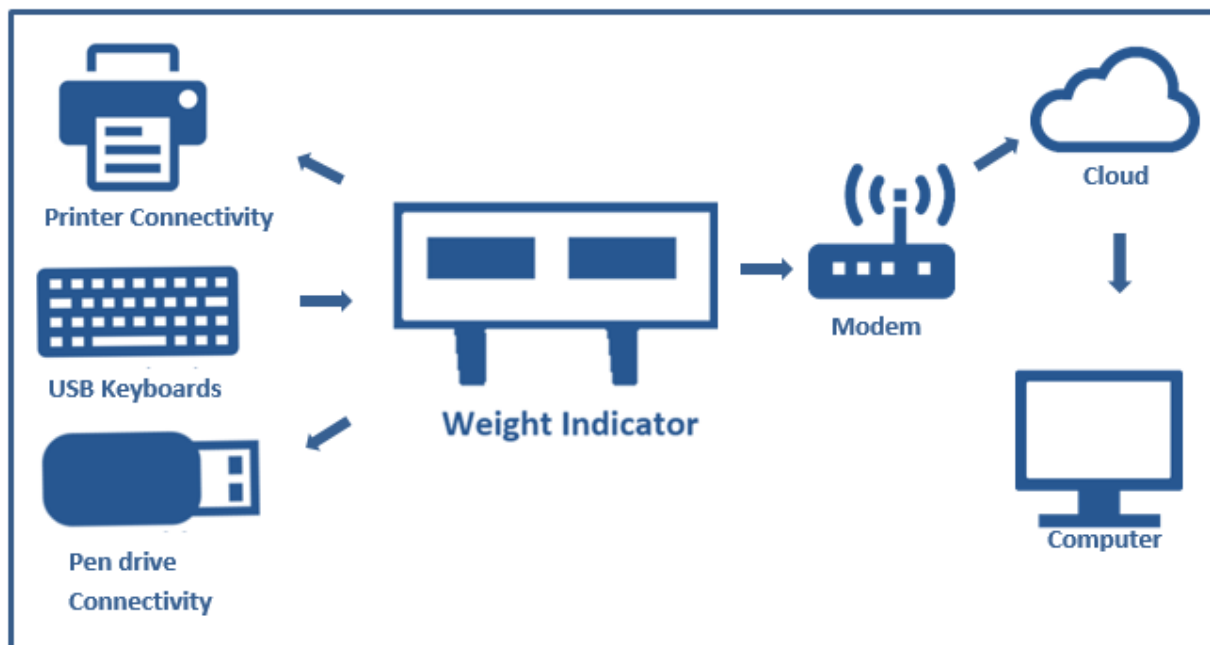 Printer Connectivity
USB Keyboards
Pen drive
Connectivity
Weight Indicator
Modem
Cloud
Computer